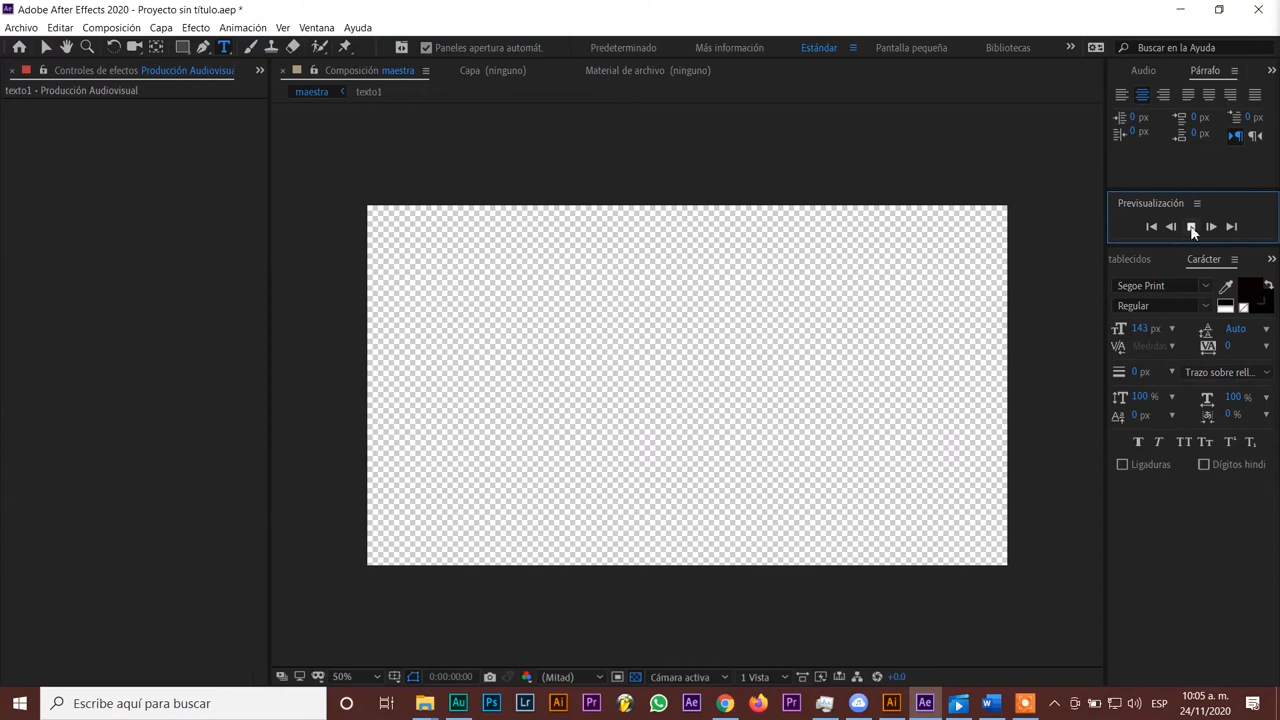 Adobe After Effects 2020 - Proyecto sin título.aep *
Archivo Editar Composición Capa Efecto Animación Ver Ventana Ayuda
Paneles apertura automát. Predeterminado Más información Estándar Pantalla pequeña Bibliotecas Buscar en la Ayuda
Controles de efectos Producción Audiovisua
Composición maestra
Capa (ninguno)
Material de archivo (ninguno)
Audio Párrafo
texto1 • Producción Audiovisual
maestra texto1
0 px 0 px 0 px
0 px 0 px
Previsualización
tablecidos Carácter
Segoe Print
Regular
143 px Auto
Medidas 0
0 px Trazo sobre rell...
100 % 100 %
0 px 0 %
Ligaduras Dígitos hindi
50% 0:00:00:00 (Mitad) Cámara activa 1 Vista +0.0
Escribe aquí para buscar
ESP
10:05 a. m.
24/11/2020